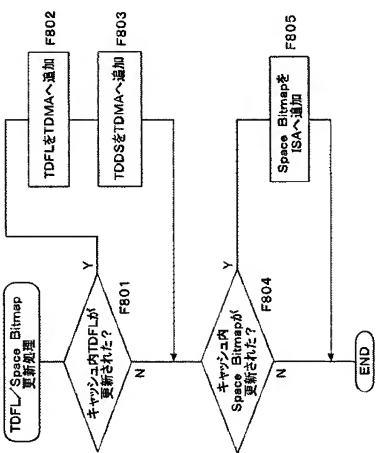 TDFL/Space Bitmap
更新処理
キャッシュ内TDFLが
更新された?
F801
Y
N
TDFLをTDMAへ追加
F802
TDDSをTDMAへ追加
F803
キャッシュ内
Space Bitmapが
更新された?
F804
Y
N
Space Bitmapを
ISAへ追加
F805
END